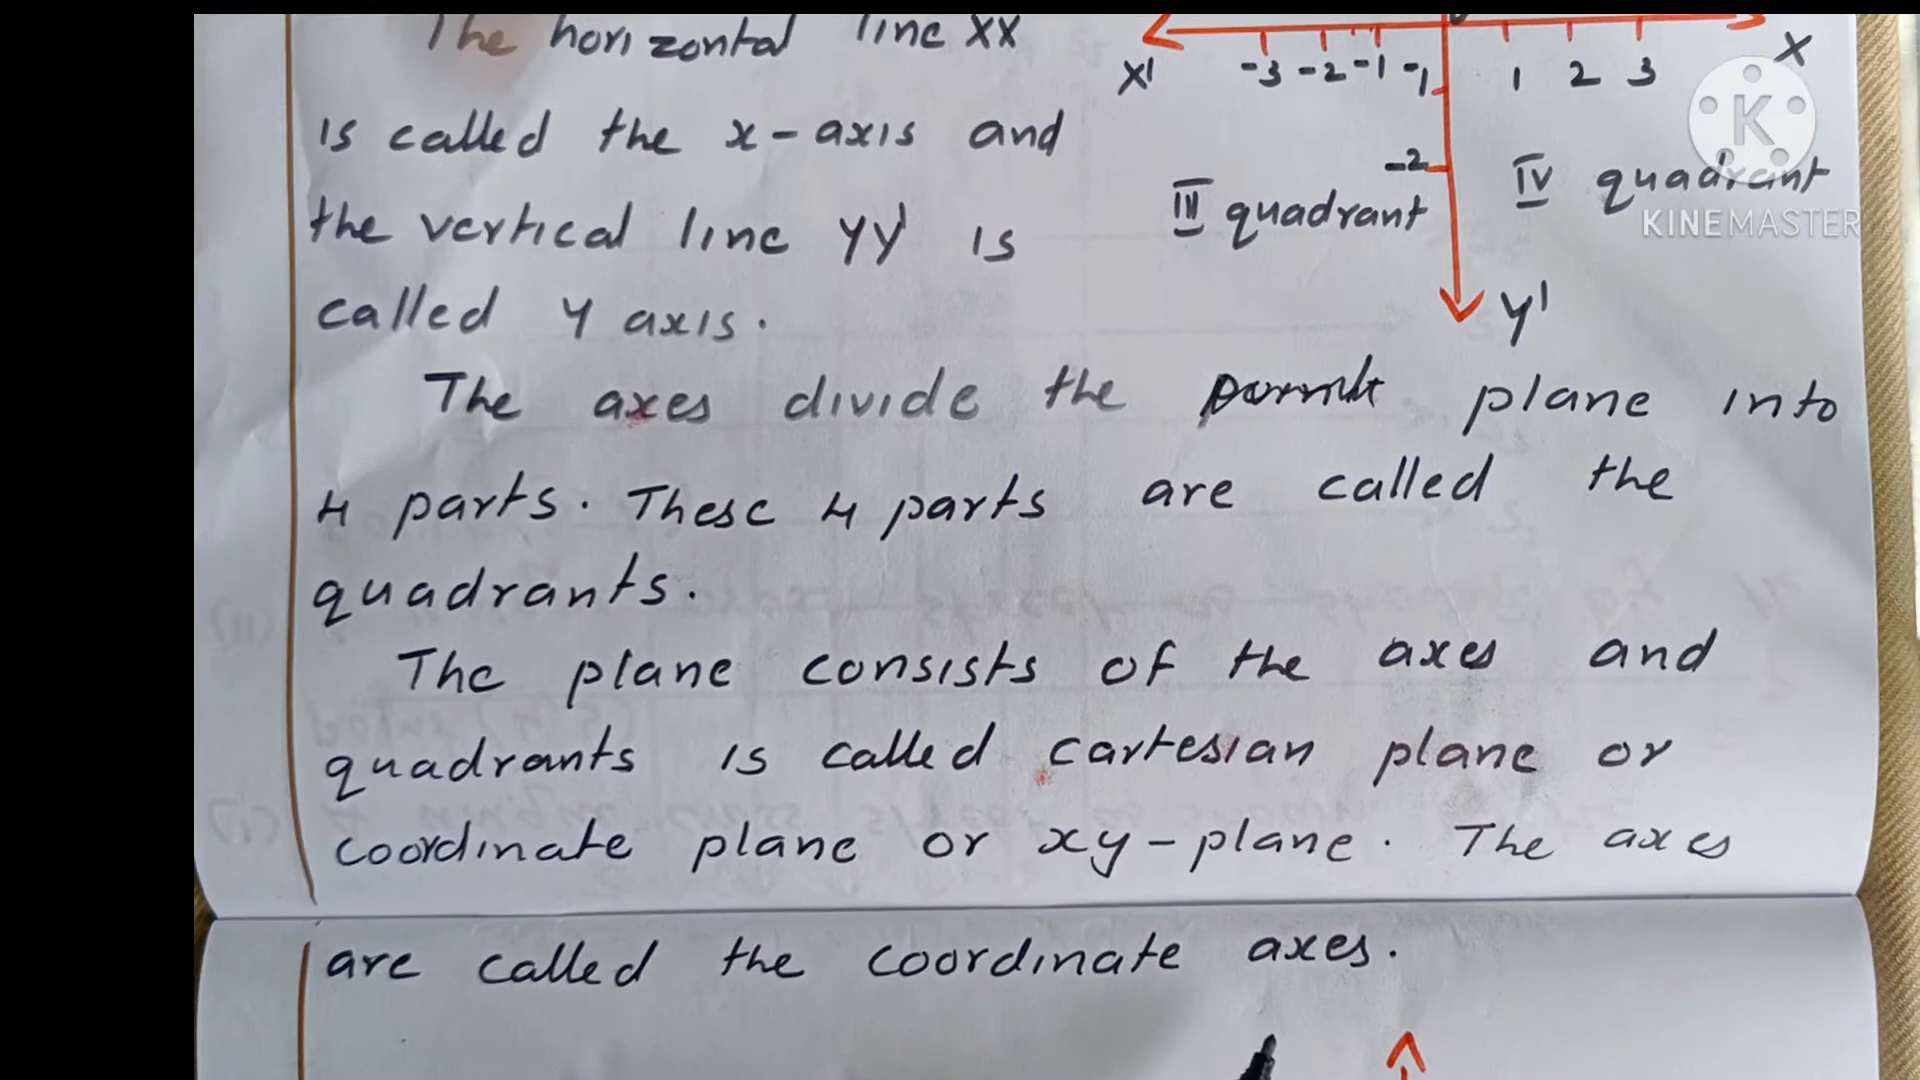 The horizontal line XX
is called the x-axis and
the vertical line YY' is
called Y axis.
X' -3 -2 -1 -1 1 2 3 X
-2
III quadrant
IV quadrant
Y'
K
KINEMASTER
The axes divide the plane into
4 parts. These 4 parts are called the
quadrants.
The plane consists of the axes and
quadrants is called cartesian plane or
coordinate plane or xy-plane. The axes
are called the coordinate axes.